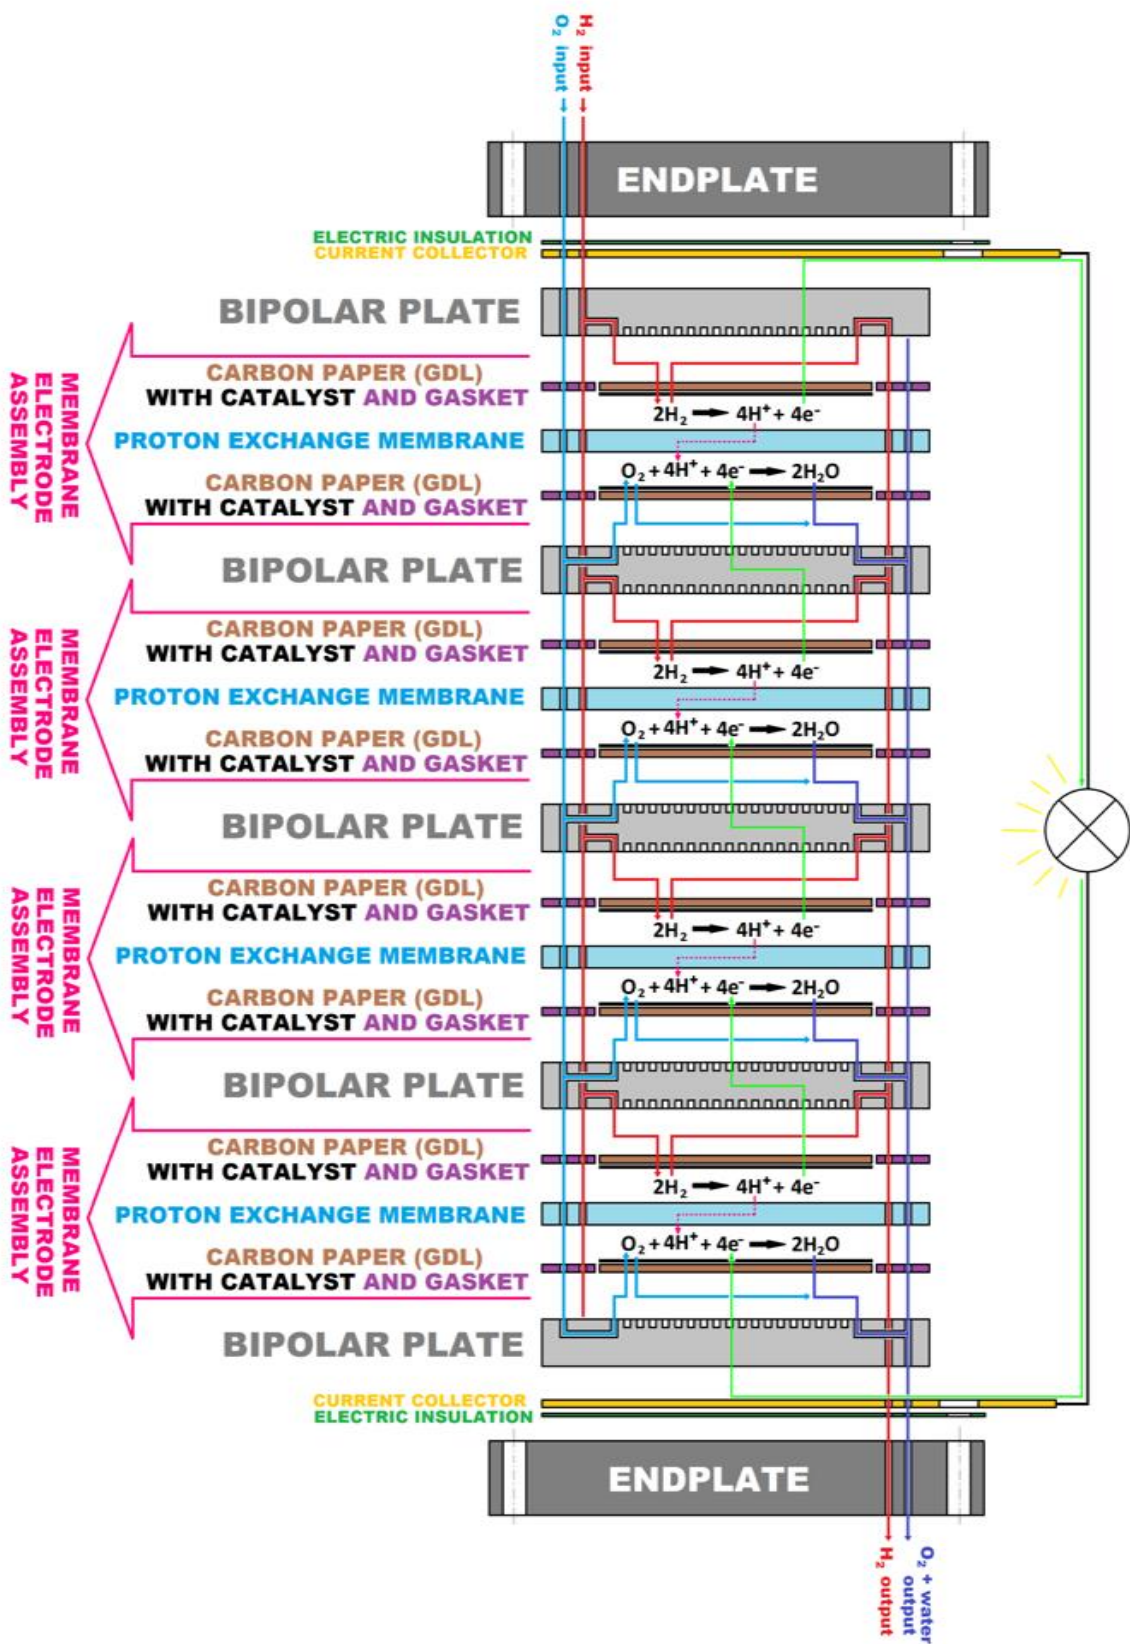 O₂ input
H₂ input
ENDPLATE
ELECTRIC INSULATION
CURRENT COLLECTOR
BIPOLAR PLATE
MEMBRANE
ELECTRODE
ASSEMBLY
CARBON PAPER (GDL)
WITH CATALYST AND GASKET
2H₂ → 4H⁺ + 4e⁻
PROTON EXCHANGE MEMBRANE
O₂ + 4H⁺ + 4e⁻ → 2H₂O
CARBON PAPER (GDL)
WITH CATALYST AND GASKET
BIPOLAR PLATE
MEMBRANE
ELECTRODE
ASSEMBLY
CARBON PAPER (GDL)
WITH CATALYST AND GASKET
2H₂ → 4H⁺ + 4e⁻
PROTON EXCHANGE MEMBRANE
O₂ + 4H⁺ + 4e⁻ → 2H₂O
CARBON PAPER (GDL)
WITH CATALYST AND GASKET
BIPOLAR PLATE
MEMBRANE
ELECTRODE
ASSEMBLY
CARBON PAPER (GDL)
WITH CATALYST AND GASKET
2H₂ → 4H⁺ + 4e⁻
PROTON EXCHANGE MEMBRANE
O₂ + 4H⁺ + 4e⁻ → 2H₂O
CARBON PAPER (GDL)
WITH CATALYST AND GASKET
BIPOLAR PLATE
MEMBRANE
ELECTRODE
ASSEMBLY
CARBON PAPER (GDL)
WITH CATALYST AND GASKET
2H₂ → 4H⁺ + 4e⁻
PROTON EXCHANGE MEMBRANE
O₂ + 4H⁺ + 4e⁻ → 2H₂O
CARBON PAPER (GDL)
WITH CATALYST AND GASKET
BIPOLAR PLATE
CURRENT COLLECTOR
ELECTRIC INSULATION
ENDPLATE
H₂ output
O₂ + water
output